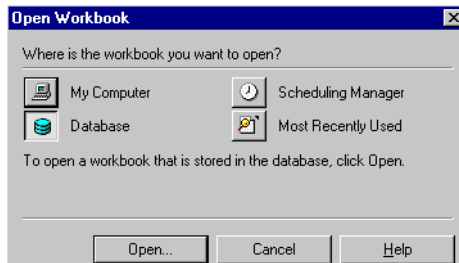 Open Workbook
Where is the workbook you want to open?
My Computer
Scheduling Manager
Database
Most Recently Used
To open a workbook that is stored in the database, click Open.
Open... Cancel Help